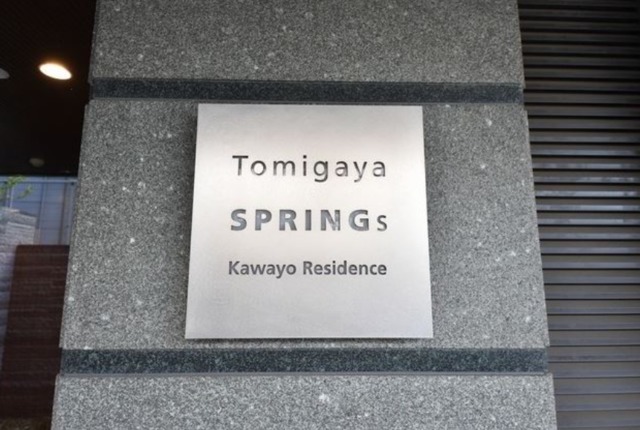 Tomigaya
SPRINGs
Kawayo Residence